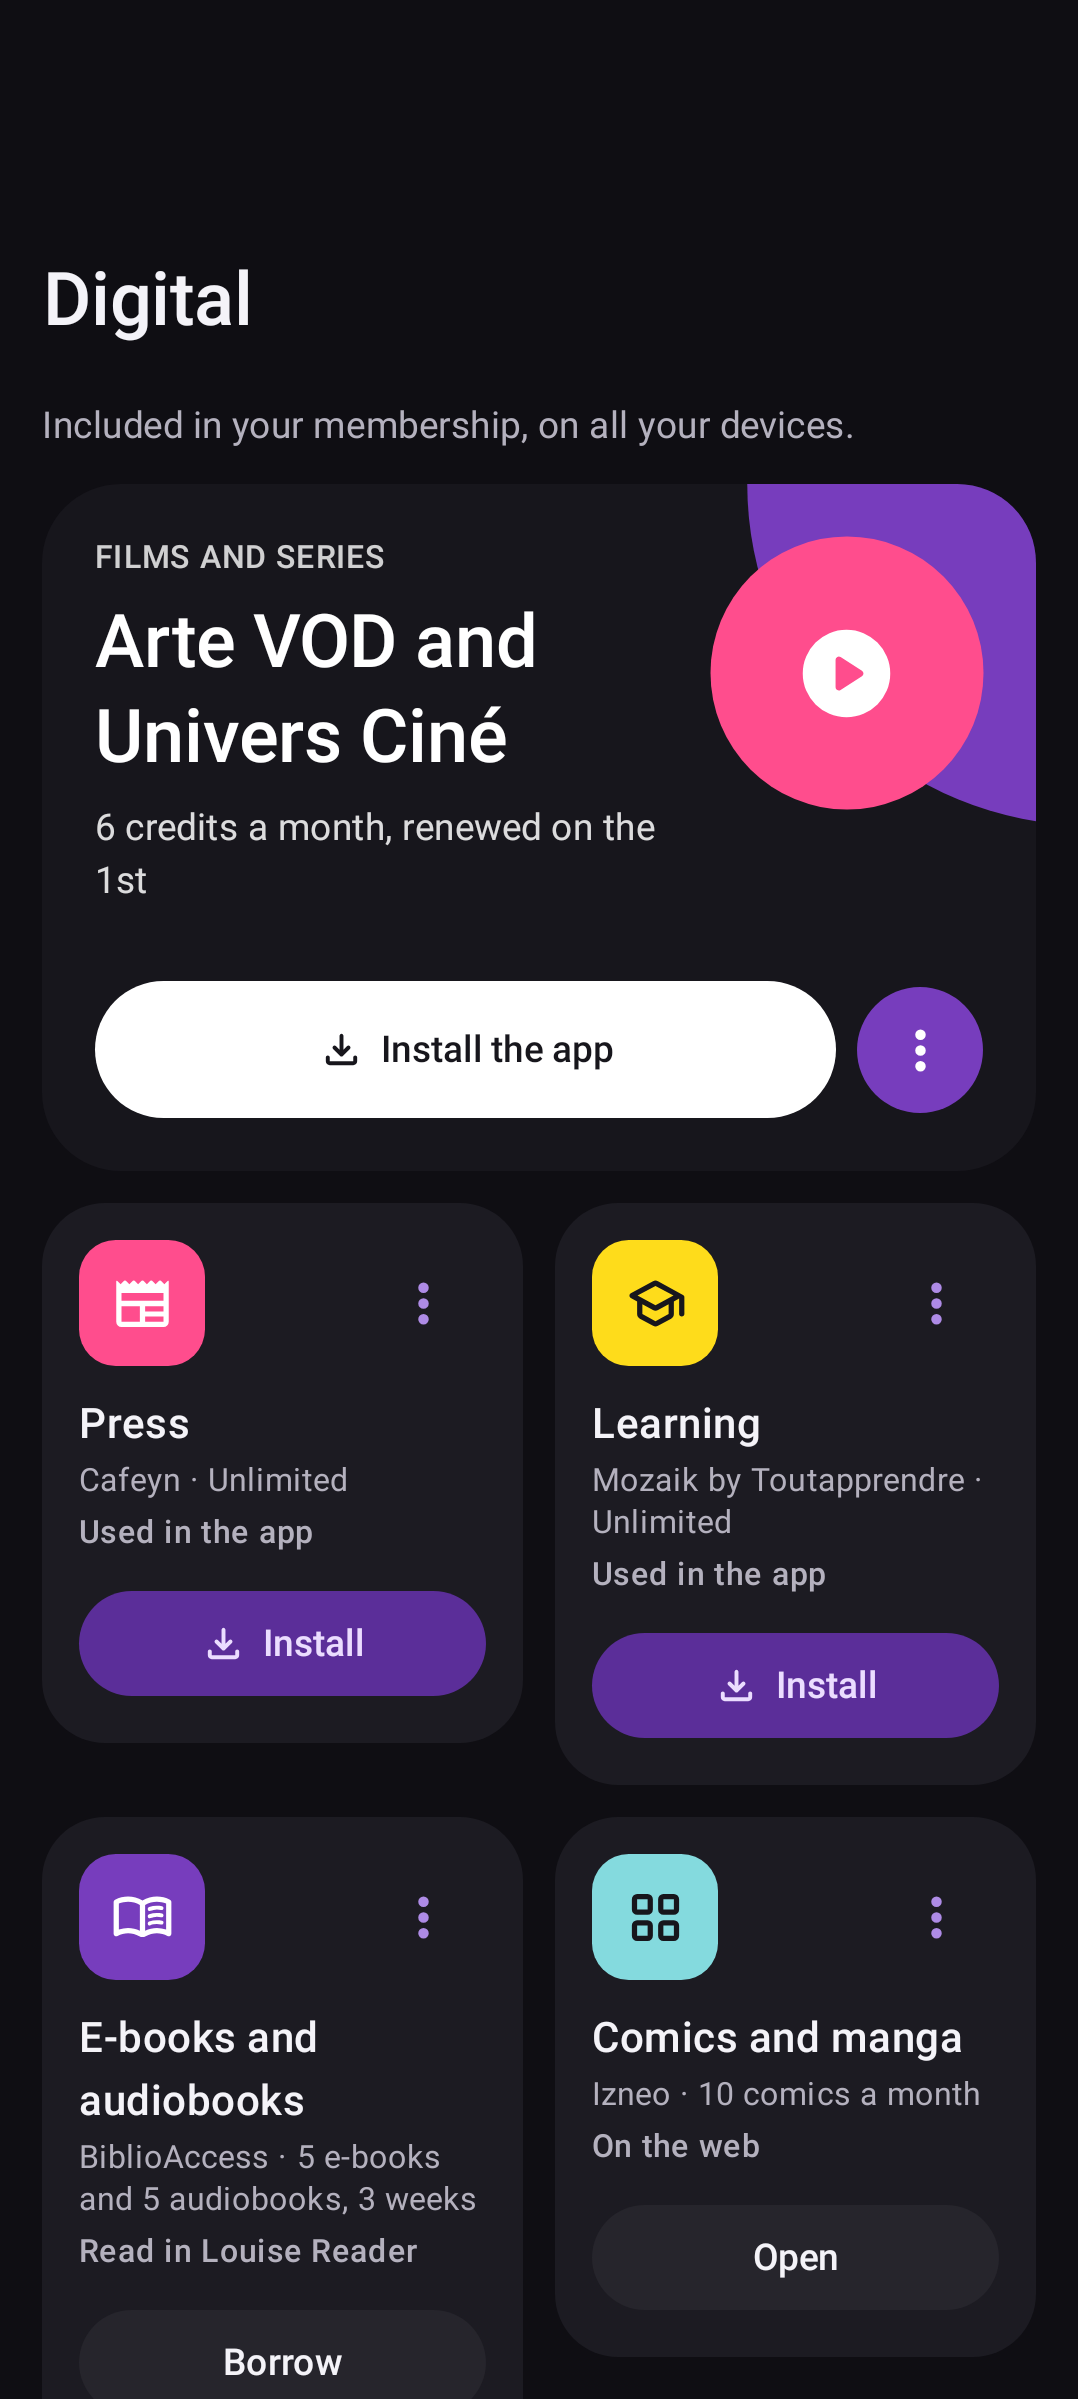 Digital
Included in your membership, on all your devices.
FILMS AND SERIES
Arte VOD and
Univers Ciné
6 credits a month, renewed on the
1st
Install the app
Press
Cafeyn · Unlimited
Used in the app
Install
Learning
Mozaik by Toutapprendre ·
Unlimited
Used in the app
Install
E-books and
audiobooks
BiblioAccess · 5 e-books
and 5 audiobooks, 3 weeks
Read in Louise Reader
Borrow
Comics and manga
Izneo · 10 comics a month
On the web
Open